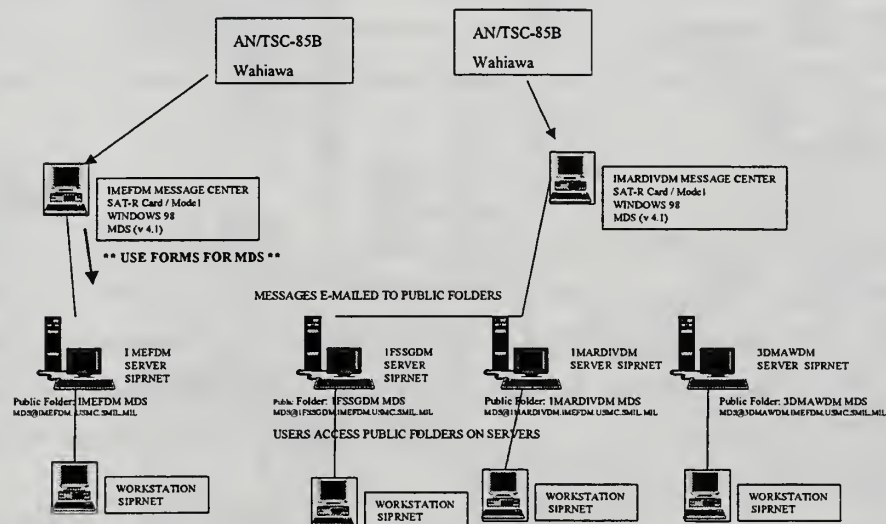 AN/TSC-85B
Wahiawa
AN/TSC-85B
Wahiawa
IMEFDM MESSAGE CENTER
SAT-R Card / Mode1
WINDOWS 98
MDS (v 4.1)
IMARDIVDM MESSAGE CENTER
SAT-R Card / Mode1
WINDOWS 98
MDS (v 4.1)
** USE FORMS FOR MDS **
MESSAGES E-MAILED TO PUBLIC FOLDERS
I MEFDM
SERVER
SIPRNET
1FSSGDM
SERVER
SIPRNET
1MARDIVDM
SERVER SIPRNET
3DMAWDM
SERVER SIPRNET
Public Folder: IMEFDM MDS
MDS@IMEFDM.USMC.SMIL.MIL
Public Folder: 1FSSGDM MDS
MDS@1FSSGDM.IMEFDM.USMC.SMIL.MIL
Public Folder: 1MARDIVDM MDS
MDS@1MARDIVDM.IMEFDM.USMC.SMIL.MIL
Public Folder: 3DMAWDM MDS
MDS@3DMAWDM.IMEFDM.USMC.SMIL.MIL
USERS ACCESS PUBLIC FOLDERS ON SERVERS
WORKSTATION
SIPRNET
WORKSTATION
SIPRNET
WORKSTATION
SIPRNET
WORKSTATION
SIPRNET